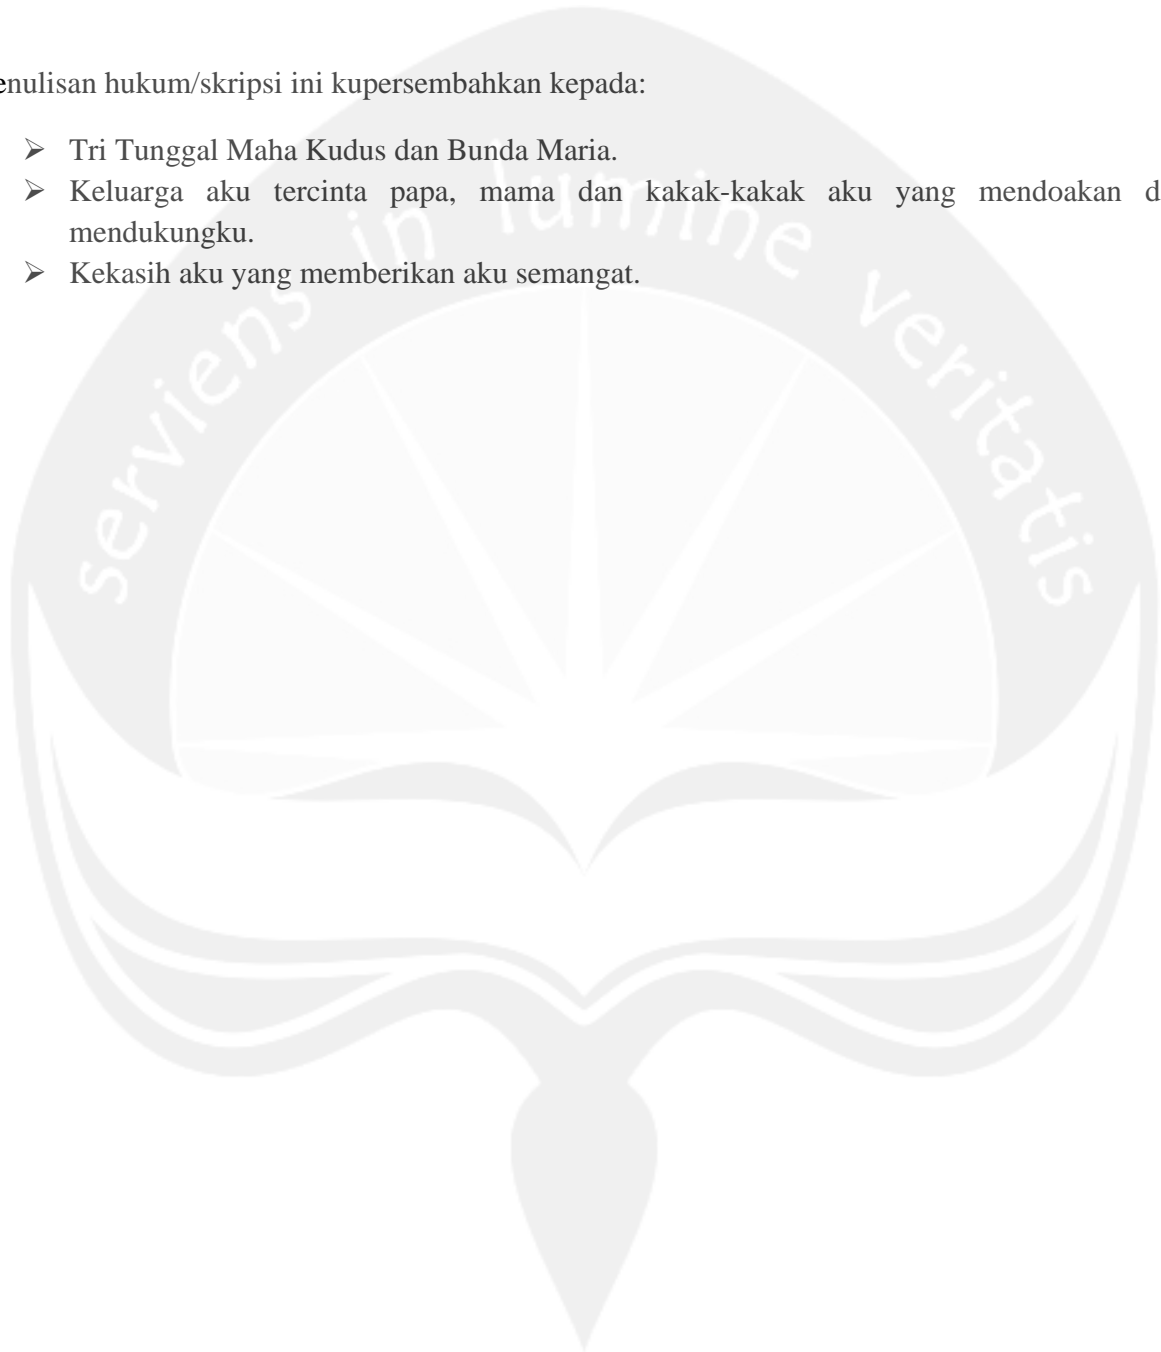 enulisan hukum/skripsi ini kupersembahkan kepada:
➢ Tri Tunggal Maha Kudus dan Bunda Maria.
➢ Keluarga aku tercinta papa, mama dan kakak-kakak aku yang mendoakan d
mendukungku.
➢ Kekasih aku yang memberikan aku semangat.
serviens in lumine veritatis